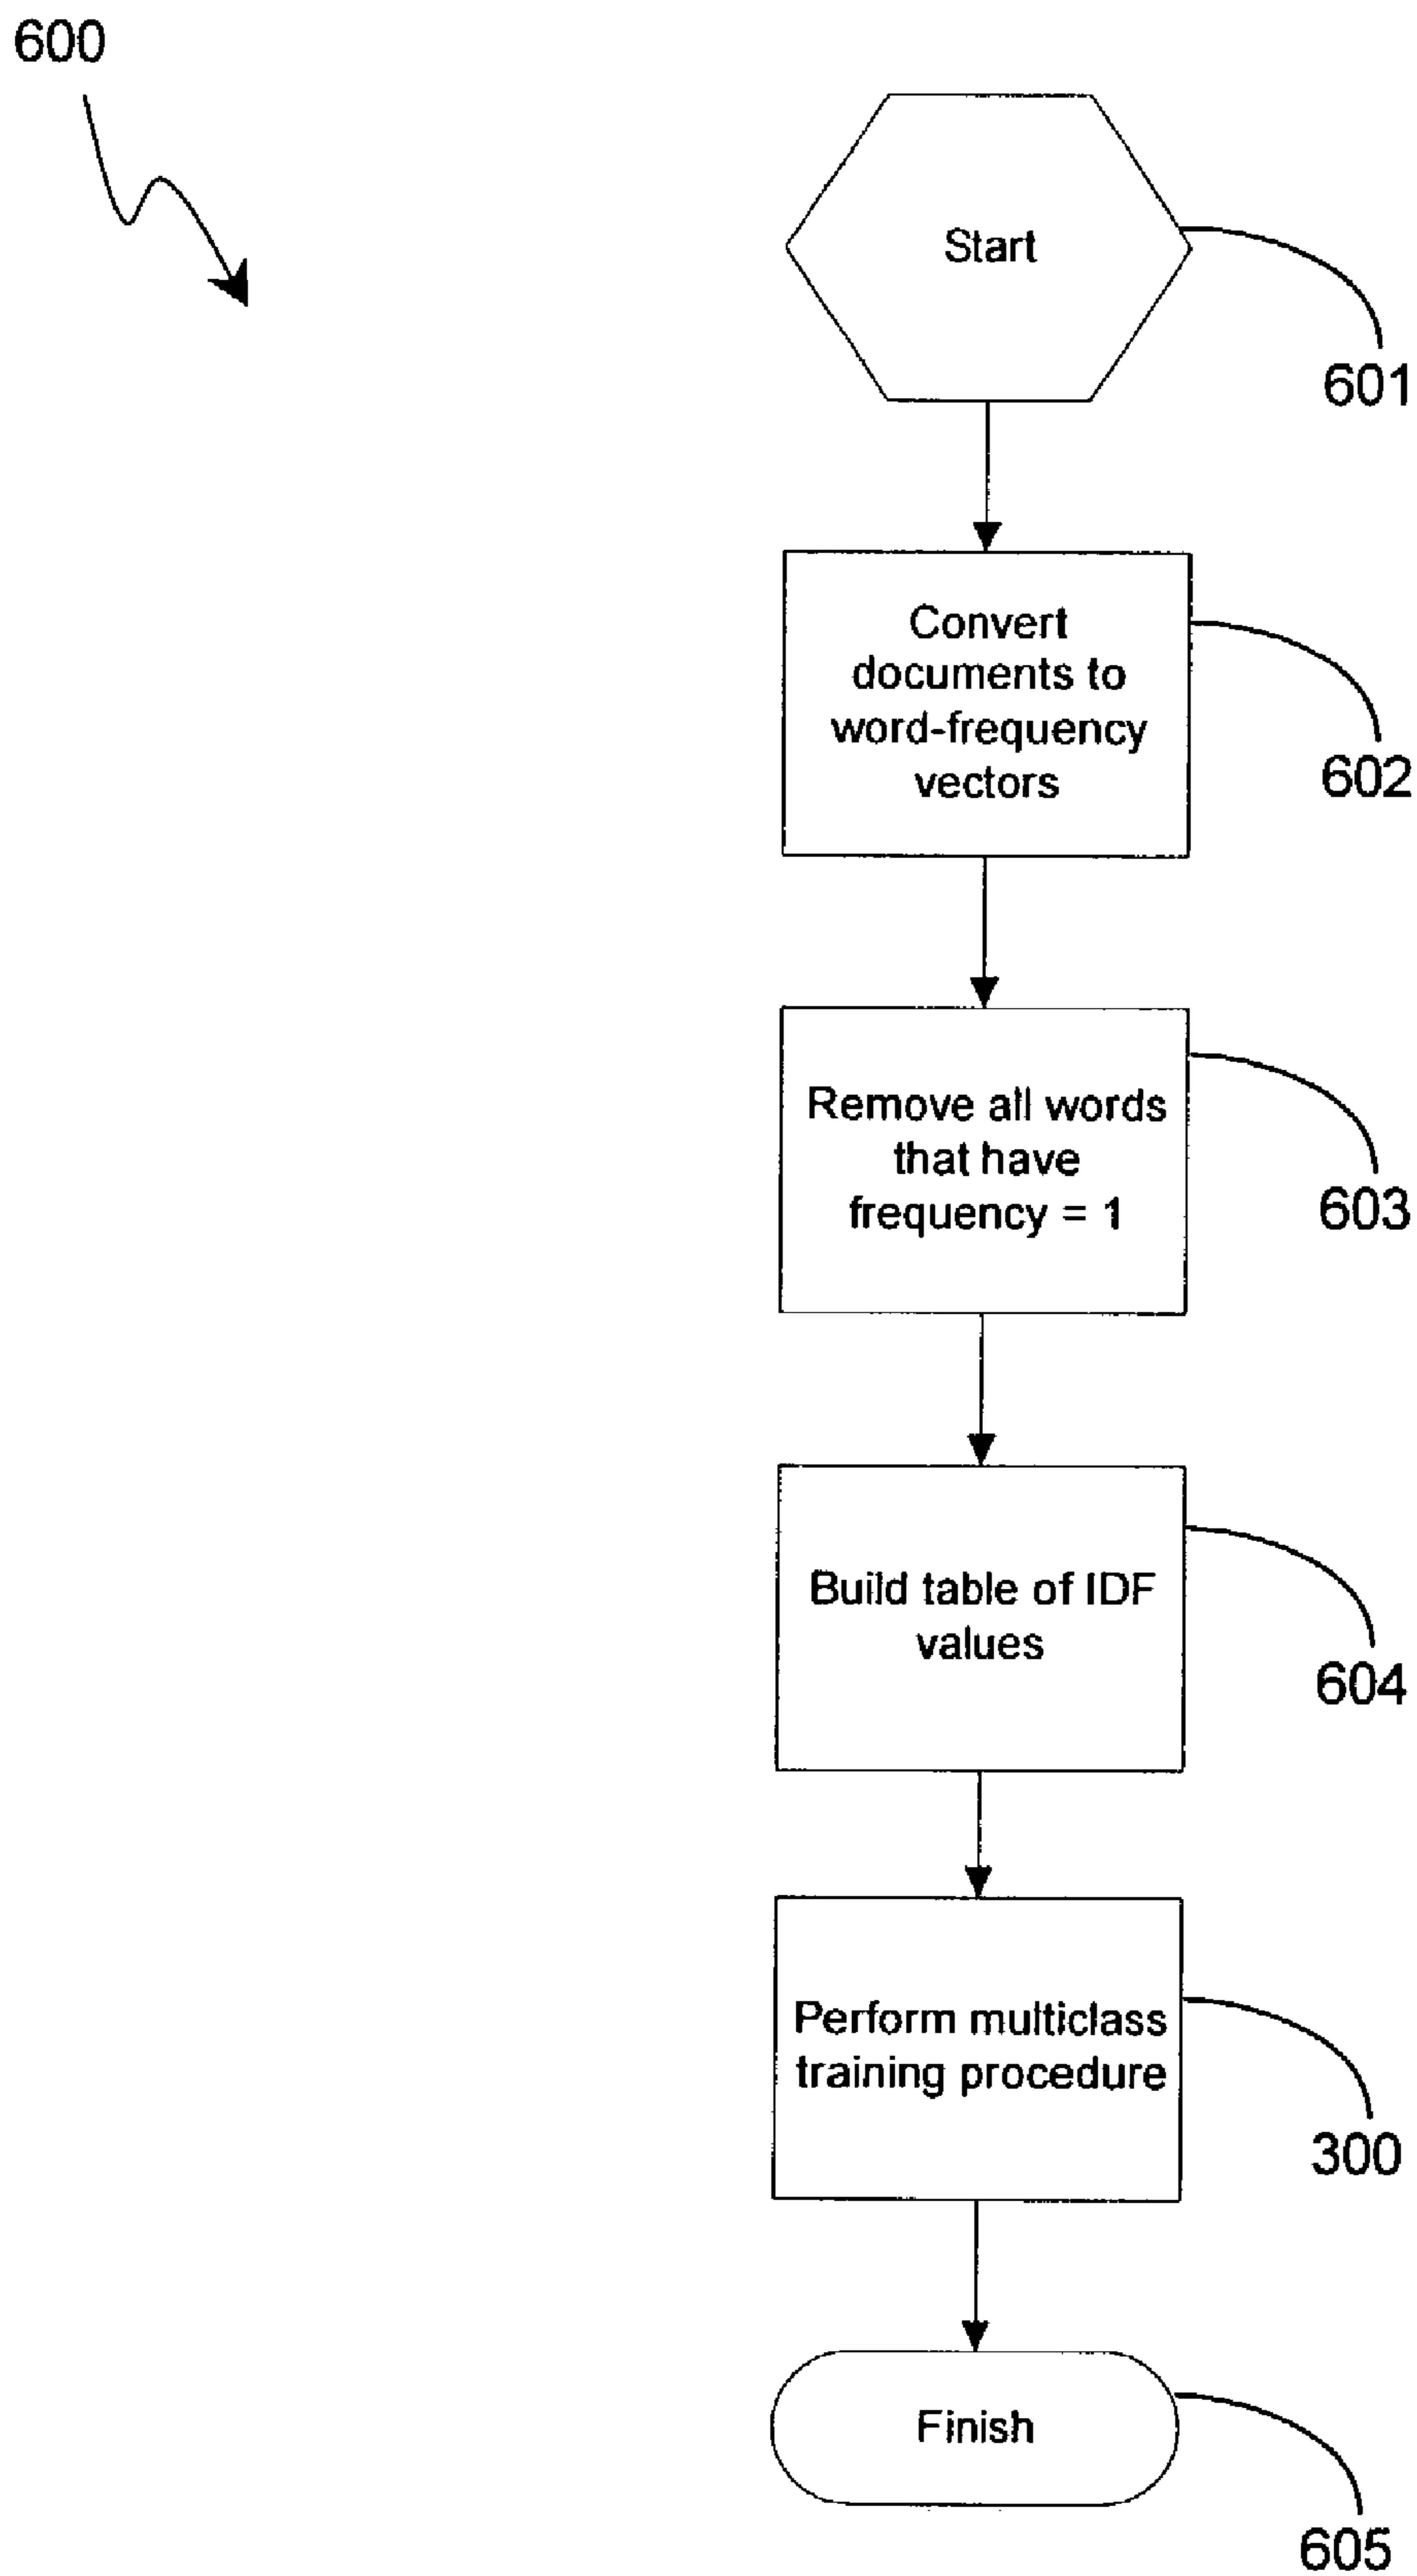 600
Start
601
Convert
documents to
word-frequency
vectors
602
Remove all words
that have
frequency = 1
603
Build table of IDF
values
604
Perform multiclass
training procedure
300
Finish
605